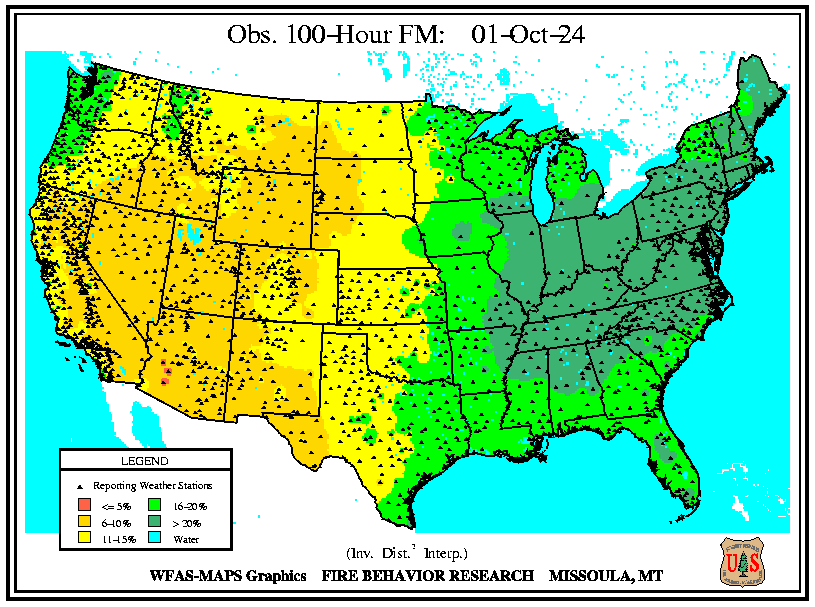 Obs. 100-Hour FM: 01-Oct-24
LEGEND
Reporting Weather Stations
<= 5% 16-20%
6-10% > 20%
11-15% Water
(Inv. Dist.² Interp.)
WFAS-MAPS Graphics FIRE BEHAVIOR RESEARCH MISSOULA, MT
US